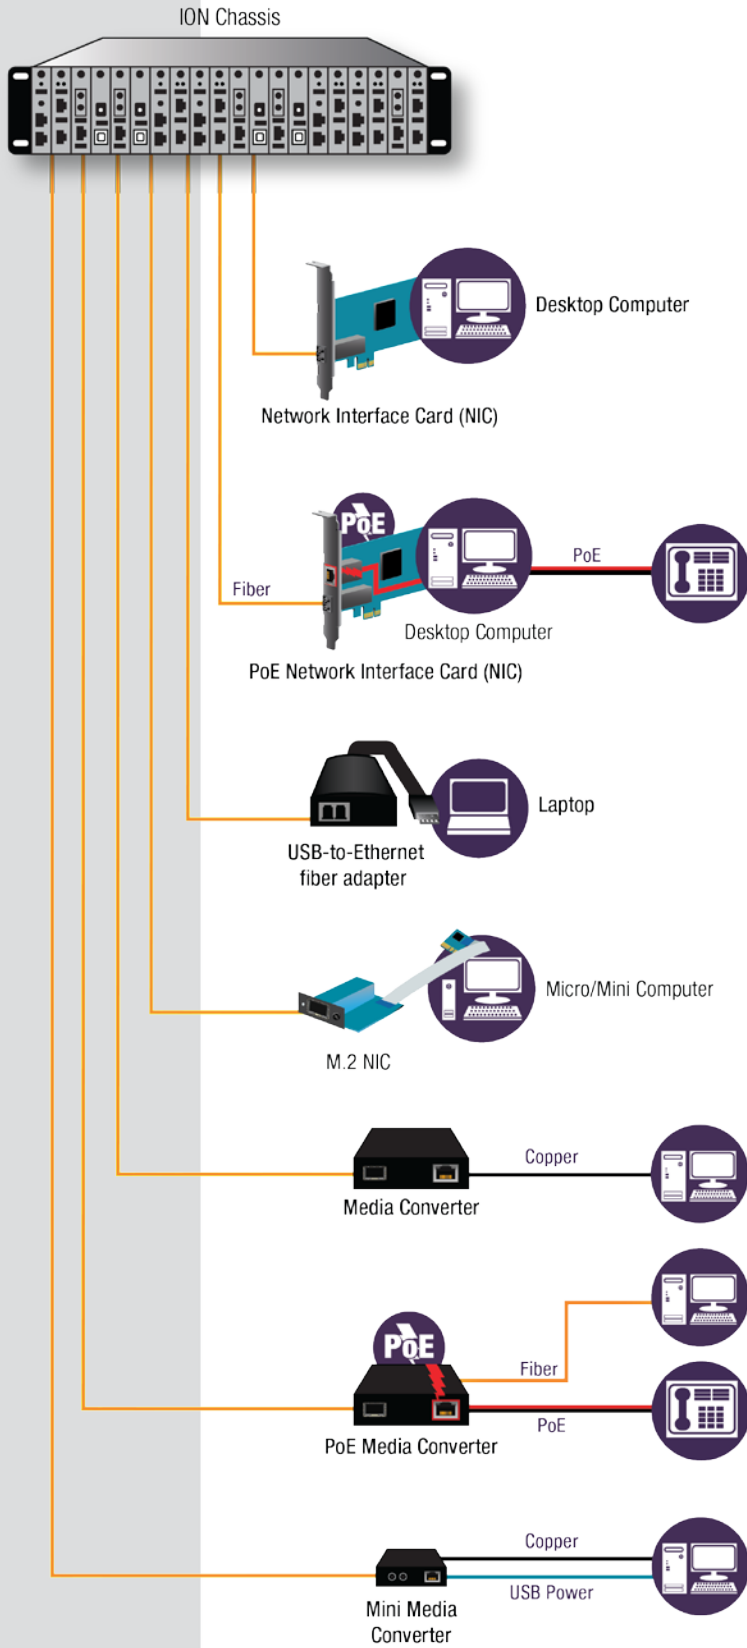 ION Chassis
Desktop Computer
Network Interface Card (NIC)
PoE
PoE
Fiber
Desktop Computer
PoE Network Interface Card (NIC)
Laptop
USB-to-Ethernet
fiber adapter
Micro/Mini Computer
M.2 NIC
Copper
Media Converter
PoE
Fiber
PoE
PoE Media Converter
Copper
USB Power
Mini Media
Converter